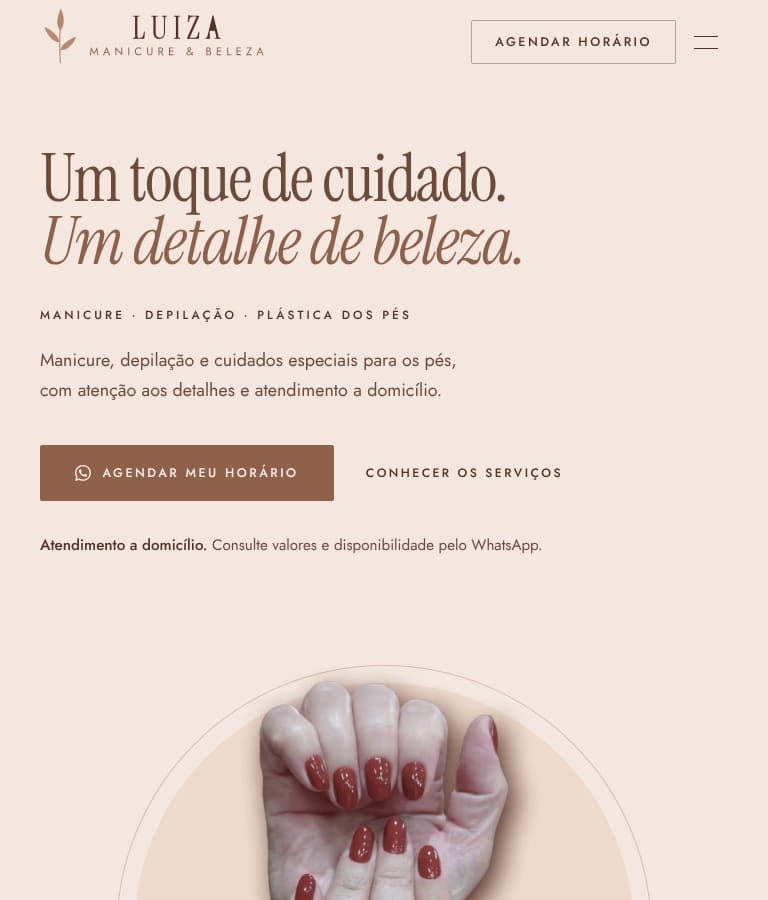 LUIZA
MANICURE & BELEZA
AGENDAR HORÁRIO
Um toque de cuidado.
Um detalhe de beleza.
MANICURE · DEPILAÇÃO · PLÁSTICA DOS PÉS
Manicure, depilação e cuidados especiais para os pés,
com atenção aos detalhes e atendimento a domicílio.
AGENDAR MEU HORÁRIO
CONHECER OS SERVIÇOS
Atendimento a domicílio. Consulte valores e disponibilidade pelo WhatsApp.